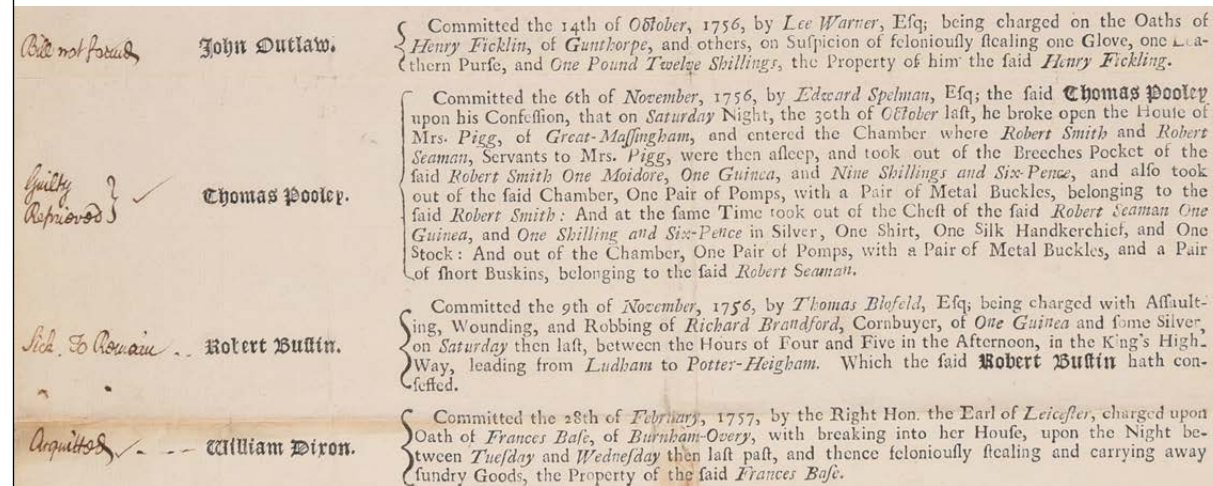 Committed the 14th of October, 1756, by Lee Warner, Eſq; being charged on the Oaths of
Bill not found John Outlaw. Henry Ficklin, of Gunthorpe, and others, on Suſpicion of feloniouſly ſtealing one Glove, one Lea-
thern Purſe, and One Pound Twelve Shillings, the Property of him the ſaid Henry Fickling.
Committed the 6th of November, 1756, by Edward Spelman, Eſq; the ſaid Thomas Pooley
upon his Confeſſion, that on Saturday Night, the 30th of October laſt, he broke open the Houſe of
Mrs. Pigg, of Great-Maſſingham, and entered the Chamber where Robert Smith and Robert
Seaman, Servants to Mrs. Pigg, were then aſleep, and took out of the Breeches Pocket of the
Guilty
Reprieved } ✓ Thomas Pooley.
ſaid Robert Smith One Moidore, One Guinea, and Nine Shillings and Six-Pence, and alſo took
out of the ſaid Chamber, One Pair of Pomps, with a Pair of Metal Buckles, belonging to the
ſaid Robert Smith: And at the ſame Time took out of the Cheſt of the ſaid Robert Seaman One
Guinea, and One Shilling and Six-Pence in Silver, One Shirt, One Silk Handkerchief, and One
Stock: And out of the Chamber, One Pair of Pomps, with a Pair of Metal Buckles, and a Pair
of ſhort Buskins, belonging to the ſaid Robert Seaman.
Committed the 9th of November, 1756, by Thomas Blofeld, Eſq; being charged with Aſſault-
ing, Wounding, and Robbing of Richard Brandford, Cornbuyer, of One Guinea and ſome Silver,
Sick. To Remain .. Robert Buſtin. on Saturday then laſt, between the Hours of Four and Five in the Afternoon, in the King's High-
Way, leading from Ludham to Potter-Heigham. Which the ſaid Robert Buſtin hath con-
feſſed.
Committed the 28th of February, 1757, by the Right Hon. the Earl of Leiceſter, charged upon
Acquitted ✓ - - - William Dixon. Oath of Frances Baſe, of Burnham-Overy, with breaking into her Houſe, upon the Night be-
tween Tueſday and Wedneſday then laſt paſt, and thence feloniouſly ſtealing and carrying away
ſundry Goods, the Property of the ſaid Frances Baſe.